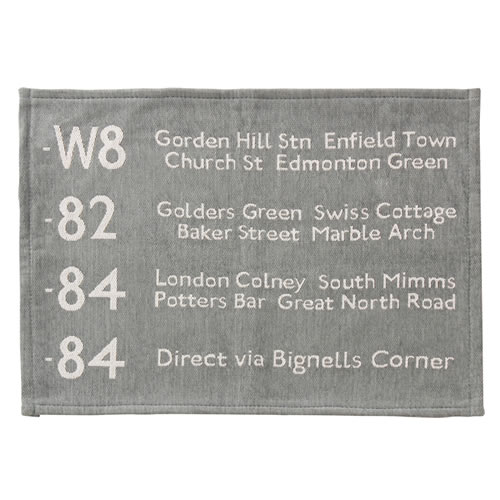 -W8 Gorden Hill Stn Enfield Town
Church St Edmonton Green
-82 Golders Green Swiss Cottage
Baker Street Marble Arch
-84 London Colney South Mimms
Potters Bar Great North Road
-84 Direct via Bignells Corner